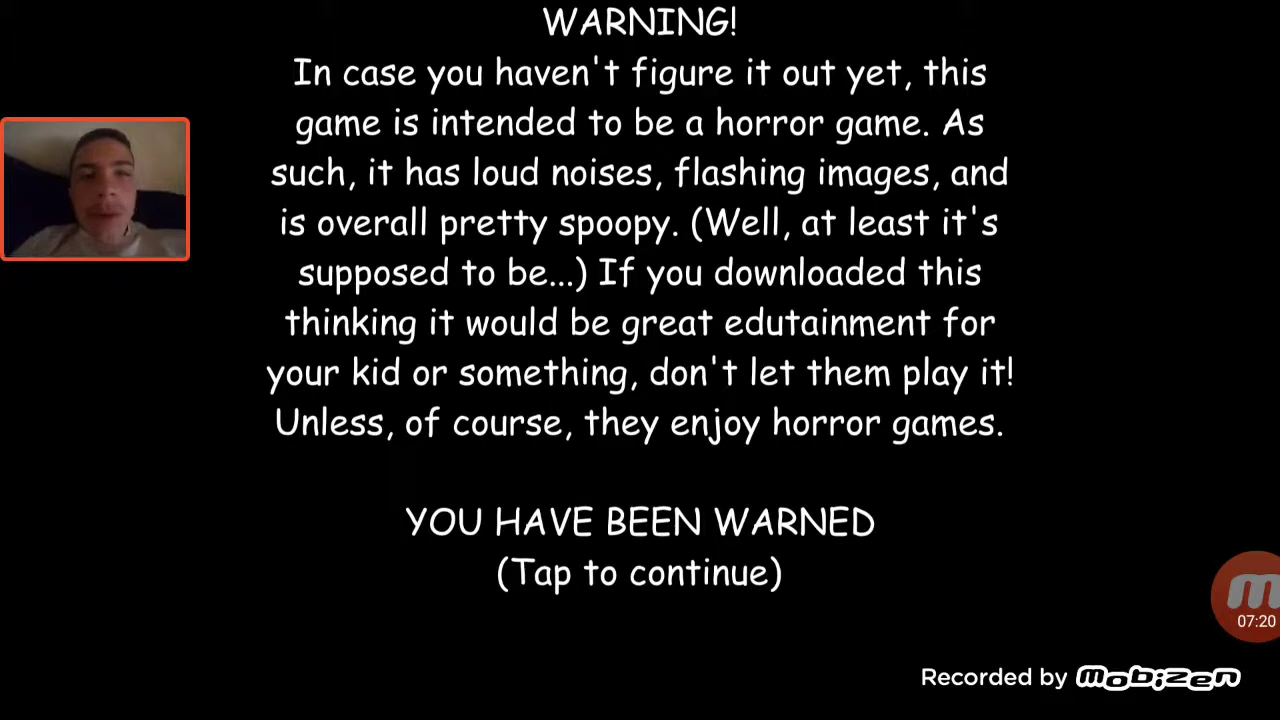 WARNING!
In case you haven't figure it out yet, this
game is intended to be a horror game. As
such, it has loud noises, flashing images, and
is overall pretty spoopy. (Well, at least it's
supposed to be...) If you downloaded this
thinking it would be great edutainment for
your kid or something, don't let them play it!
Unless, of course, they enjoy horror games.
YOU HAVE BEEN WARNED
(Tap to continue)
m
07:20
Recorded by mobizen